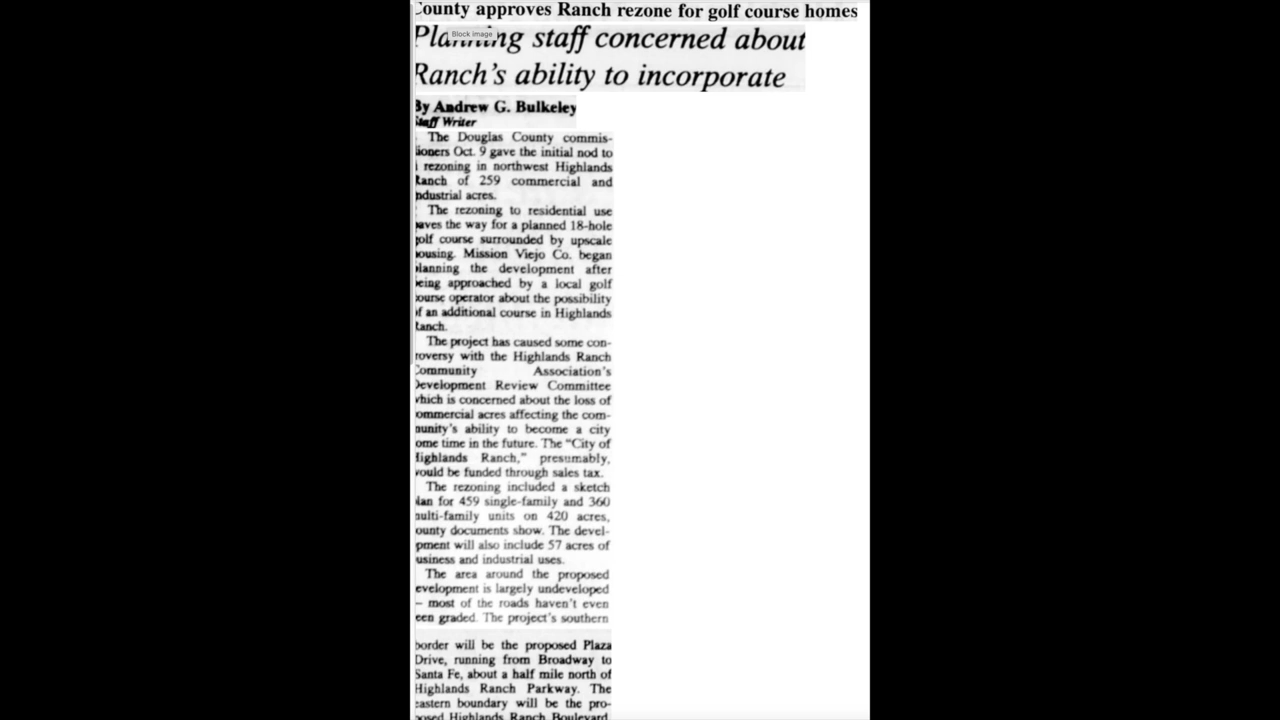 County approves Ranch rezone for golf course homes
Planning staff concerned about
Block image
Ranch's ability to incorporate
By Andrew G. Bulkeley
Staff Writer
The Douglas County commis-
sioners Oct. 9 gave the initial nod to
a rezoning in northwest Highlands
Ranch of 259 commercial and
industrial acres.
The rezoning to residential use
paves the way for a planned 18-hole
golf course surrounded by upscale
housing. Mission Viejo Co. began
planning the development after
being approached by a local golf
course operator about the possibility
of an additional course in Highlands
Ranch.
The project has caused some con-
troversy with the Highlands Ranch
Community Association's
Development Review Committee
which is concerned about the loss of
commercial acres affecting the com-
munity's ability to become a city
some time in the future. The "City of
Highlands Ranch," presumably,
would be funded through sales tax.
The rezoning included a sketch
plan for 459 single-family and 360
multi-family units on 420 acres,
county documents show. The devel-
opment will also include 57 acres of
business and industrial uses.
The area around the proposed
development is largely undeveloped
— most of the roads haven't even
been graded. The project's southern
border will be the proposed Plaza
Drive, running from Broadway to
Santa Fe, about a half mile north of
Highlands Ranch Parkway. The
eastern boundary will be the pro-
posed Highlands Ranch Boulevard,